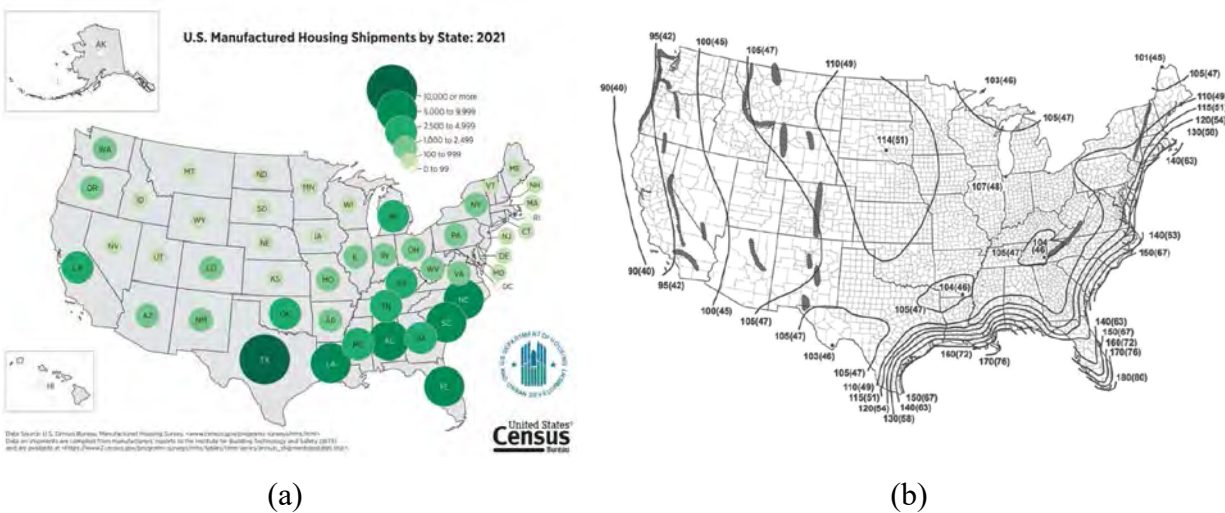 U.S. Manufactured Housing Shipments by State: 2021
AK
10,000 or more
5,000 to 9,999
2,500 to 4,999
1,000 to 2,499
100 to 999
0 to 99
WA
MT
ND
MN
ME
VT
NH
OR
ID
SD
WI
MI
NY
MA
RI
WY
IA
PA
CT
NE
NJ
NV
UT
CO
IL
IN
OH
DE
CA
KS
MO
WV
VA
MD
KY
DC
AZ
NM
OK
AR
TN
NC
SC
MS
AL
GA
TX
LA
FL
HI
United States®
Census
Bureau
(a)
95(42)
100(45)
105(47)
110(49)
103(46)
101(45)
105(47)
90(40)
105(47)
110(49)
115(51)
120(54)
130(58)
140(63)
114(51)
107(48)
140(63)
150(67)
105(47)
104
(46)
90(40)
95(42)
100(45)
105(47)
104(46)
105(47)
105(47)
103(46)
160(72)
170(76)
140(63)
150(67)
160(72)
170(76)
180(80)
105(47)
110(49)
115(51)
120(54)
130(58)
150(67)
140(63)
(b)